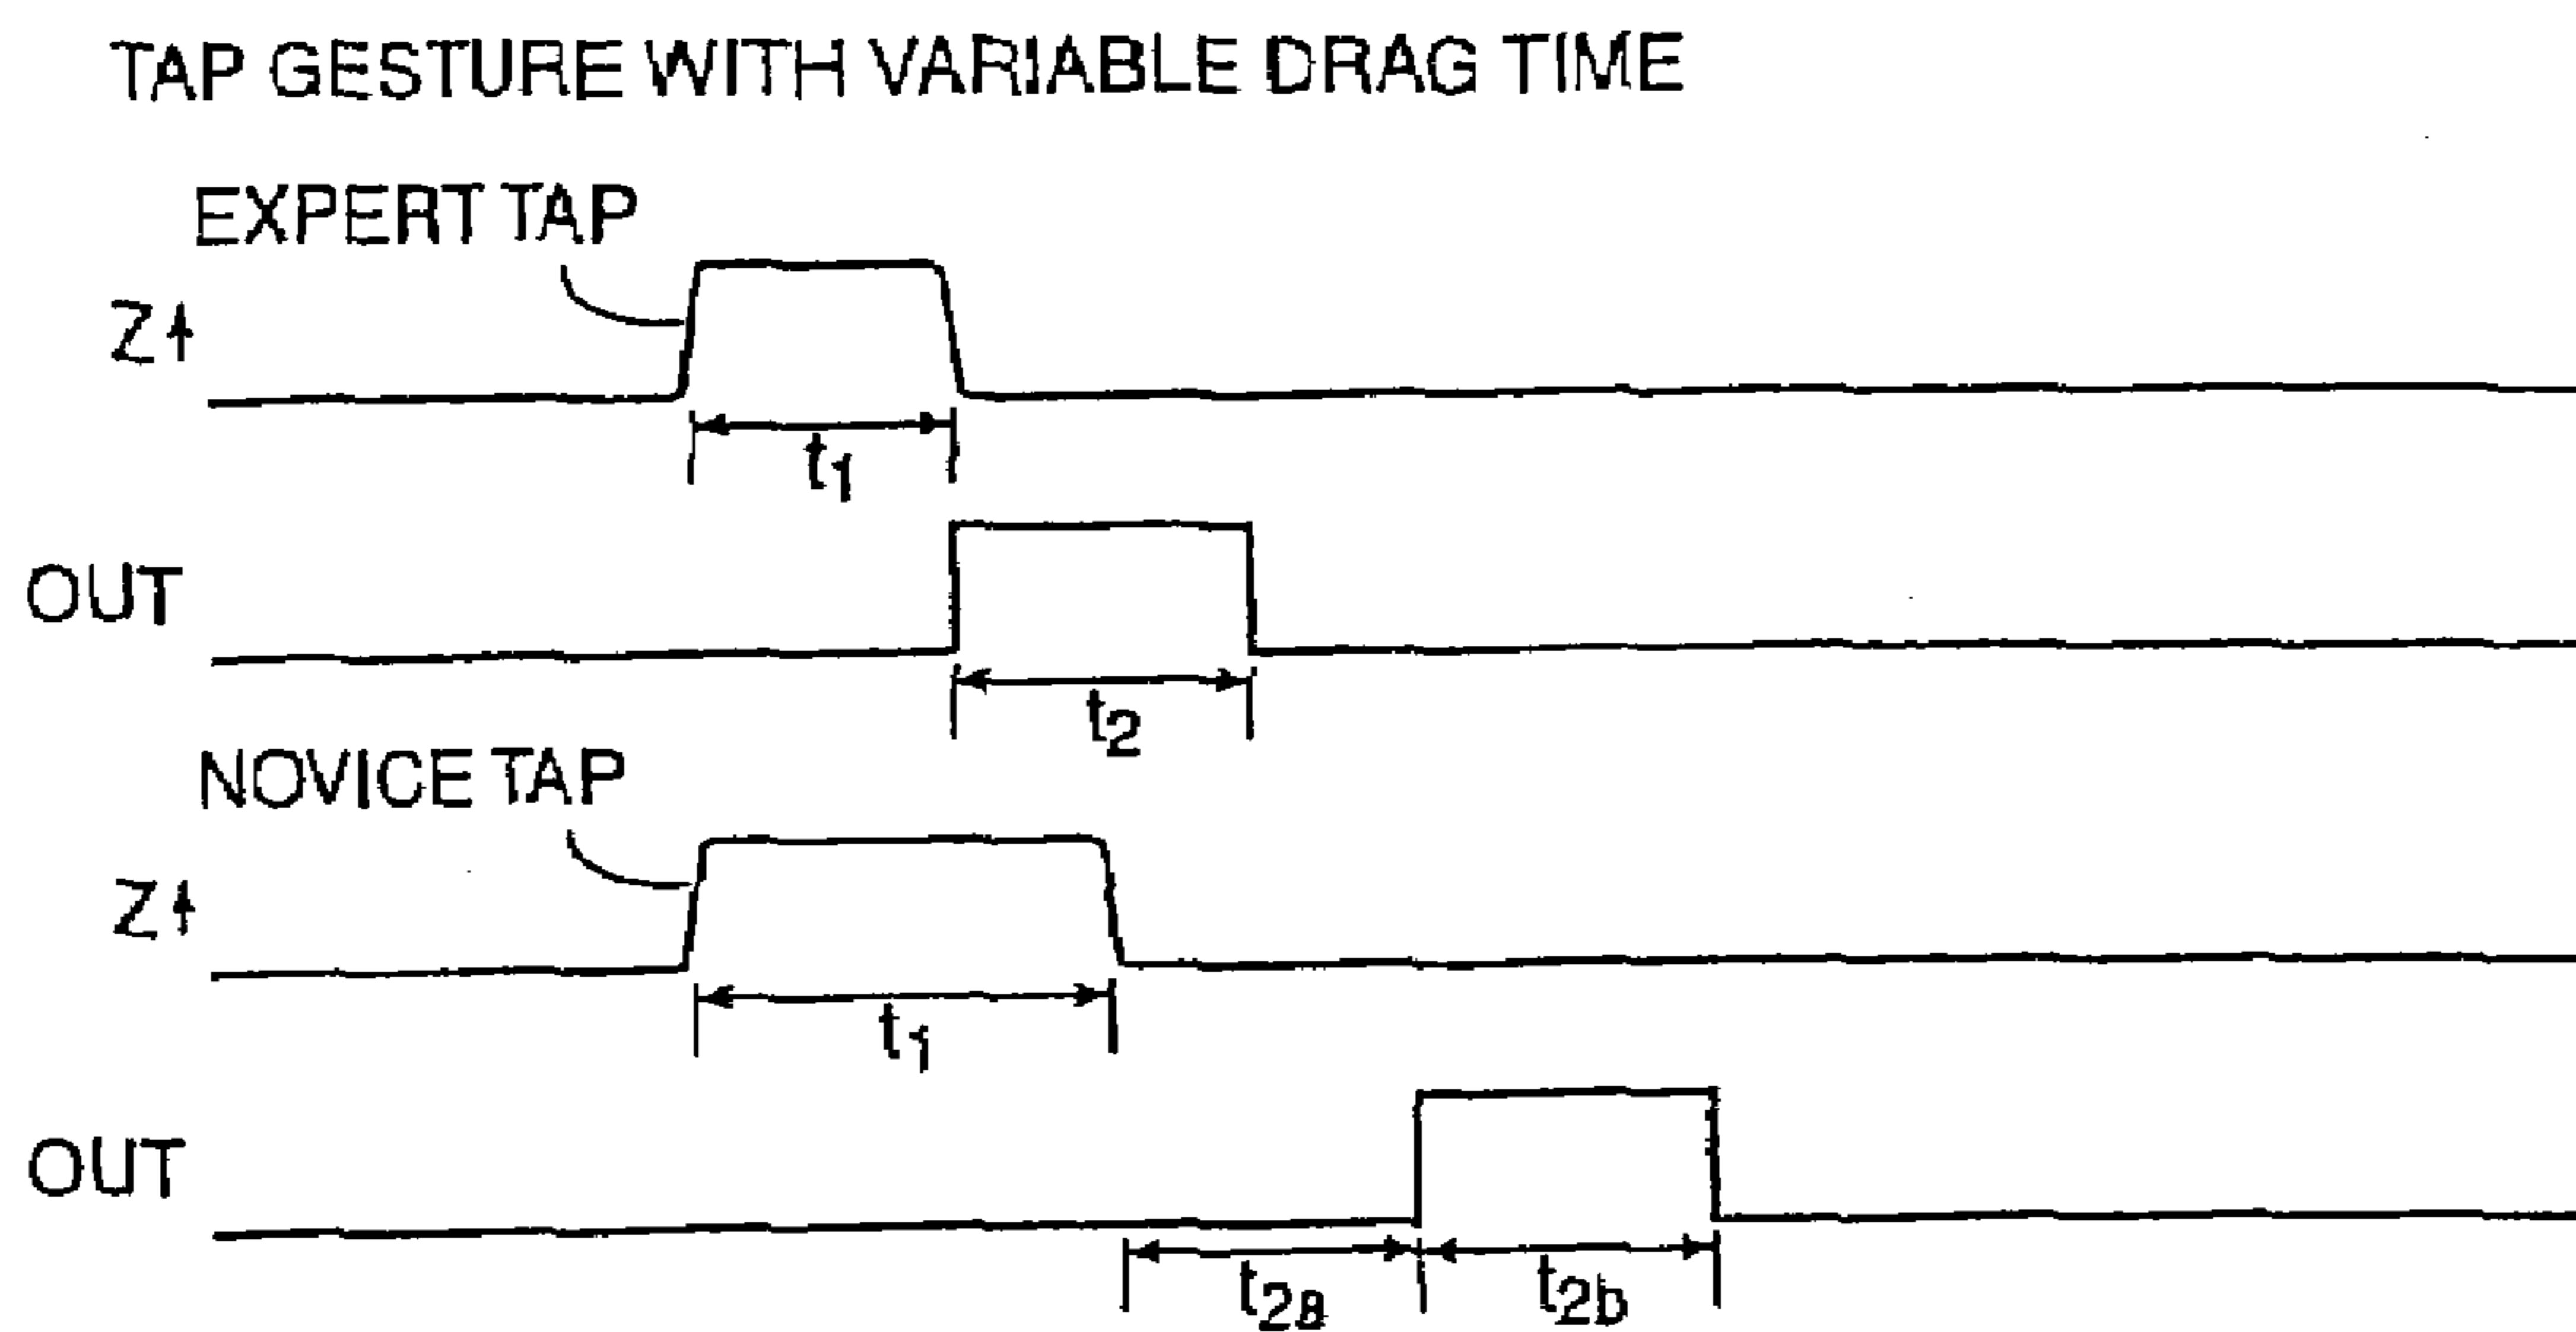 TAP GESTURE WITH VARIABLE DRAG TIME
EXPERT TAP
Z
t1
OUT
t2
NOVICE TAP
Z
t1
OUT
t2a t2b